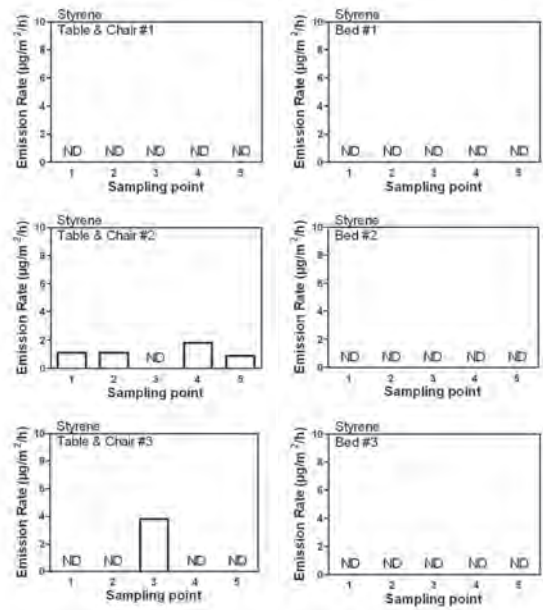 Styrene
Table & Chair #1
Emission Rate (µg/m²/h)
10
8
6
4
2
0
ND ND ND ND ND
1 2 3 4 5
Sampling point
Styrene
Bed #1
Emission Rate (µg/m²/h)
10
8
6
4
2
0
ND ND ND ND ND
1 2 3 4 5
Sampling point
Styrene
Table & Chair #2
Emission Rate (µg/m²/h)
10
8
6
4
2
0
ND
1 2 3 4 5
Sampling point
Styrene
Bed #2
Emission Rate (µg/m²/h)
10
8
6
4
2
0
ND ND ND ND ND
1 2 3 4 5
Sampling point
Styrene
Table & Chair #3
Emission Rate (µg/m²/h)
10
8
6
4
2
0
ND ND ND ND
1 2 3 4 5
Sampling point
Styrene
Bed #3
Emission Rate (µg/m²/h)
10
8
6
4
2
0
ND ND ND ND ND
1 2 3 4 5
Sampling point